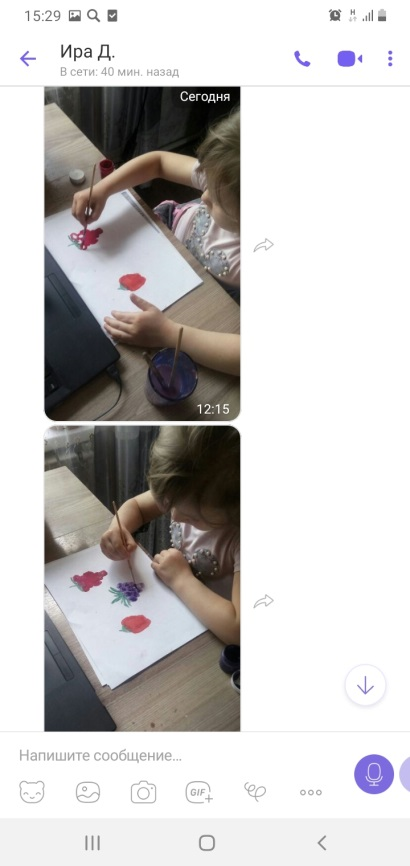 15:29
Ира Д.
В сети: 40 мин. назад
Сегодня
12:15
Напишите сообщение...
GIF